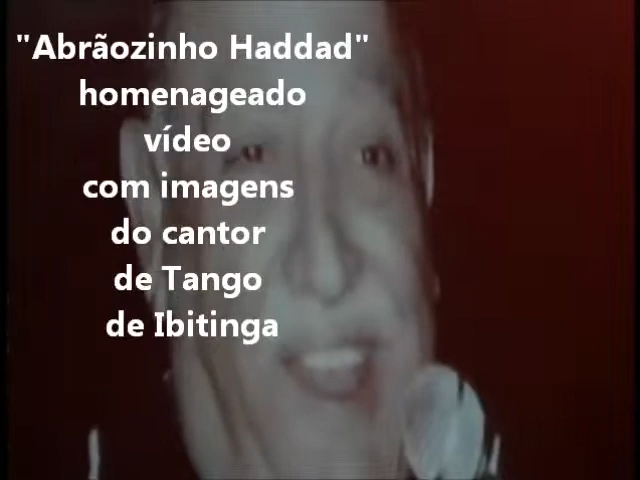 "Abrãozinho Haddad"
homenageado
vídeo
com imagens
do cantor
de Tango
de Ibitinga